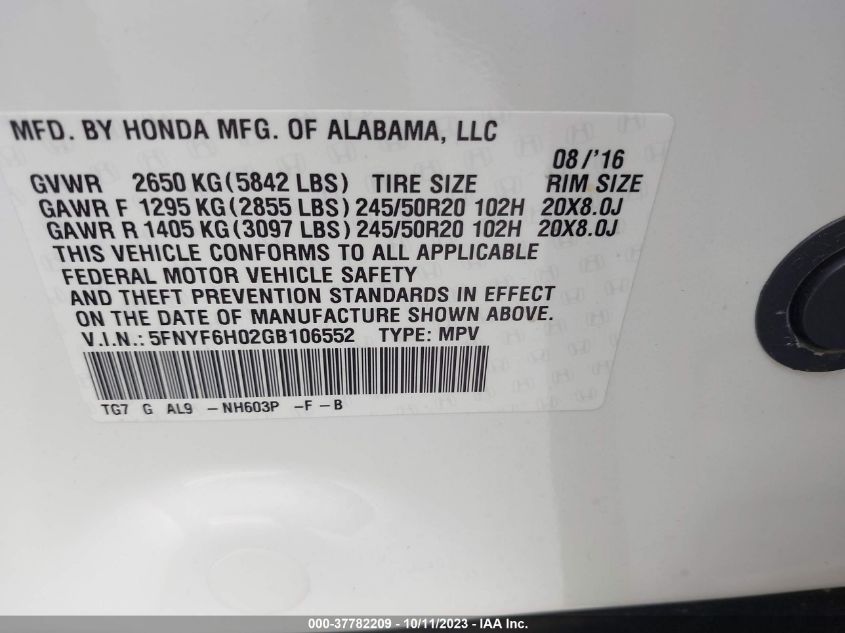 MFD. BY HONDA MFG. OF ALABAMA, LLC
08/'16
GVWR 2650 KG(5842 LBS) TIRE SIZE RIM SIZE
GAWR F 1295 KG(2855 LBS) 245/50R20 102H 20X8.0J
GAWR R 1405 KG(3097 LBS) 245/50R20 102H 20X8.0J
THIS VEHICLE CONFORMS TO ALL APPLICABLE
FEDERAL MOTOR VEHICLE SAFETY
AND THEFT PREVENTION STANDARDS IN EFFECT
ON THE DATE OF MANUFACTURE SHOWN ABOVE.
V.I.N.: 5FNYF6H02GB106552 TYPE: MPV
TG7 G AL9 -NH603P -F-B
000-37782209 - 10/11/2023 - IAA Inc.